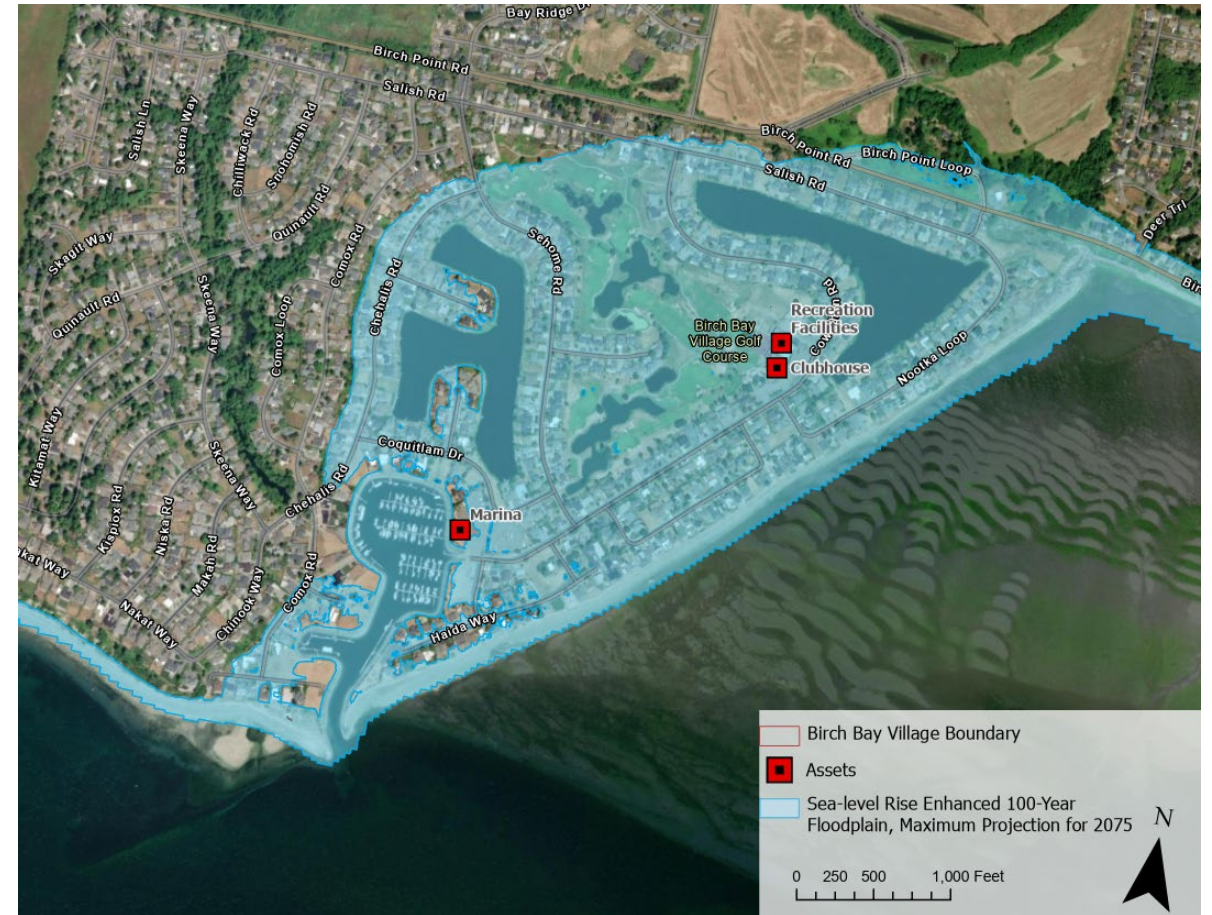 Bay Ridge Dr
Birch Point Rd
Salish Rd
Salish Ln
Skeena Way
Chilliwack Rd
Snohomish Rd
Quinault Rd
Comox Rd
Birch Point Rd
Birch Point Loop
Salish Rd
Deer Trl
Skagit Way
Quinault Rd
Skeena Way
Comox Loop
Chehalis Rd
Sehome Rd
Birch Bay
Village Golf
Course
Recreation
Facilities
Clubhouse
Nootka Loop
Kitamat Way
Kispiox Rd
Niska Rd
Makah Rd
Skeena Way
Chehalis Rd
Coquitlam Dr
Marina
Nakat Way
Chinook Way
Comox Rd
Haida Way
Birch Bay Village Boundary
Assets
Sea-level Rise Enhanced 100-Year
Floodplain, Maximum Projection for 2075
N
0 250 500 1,000 Feet